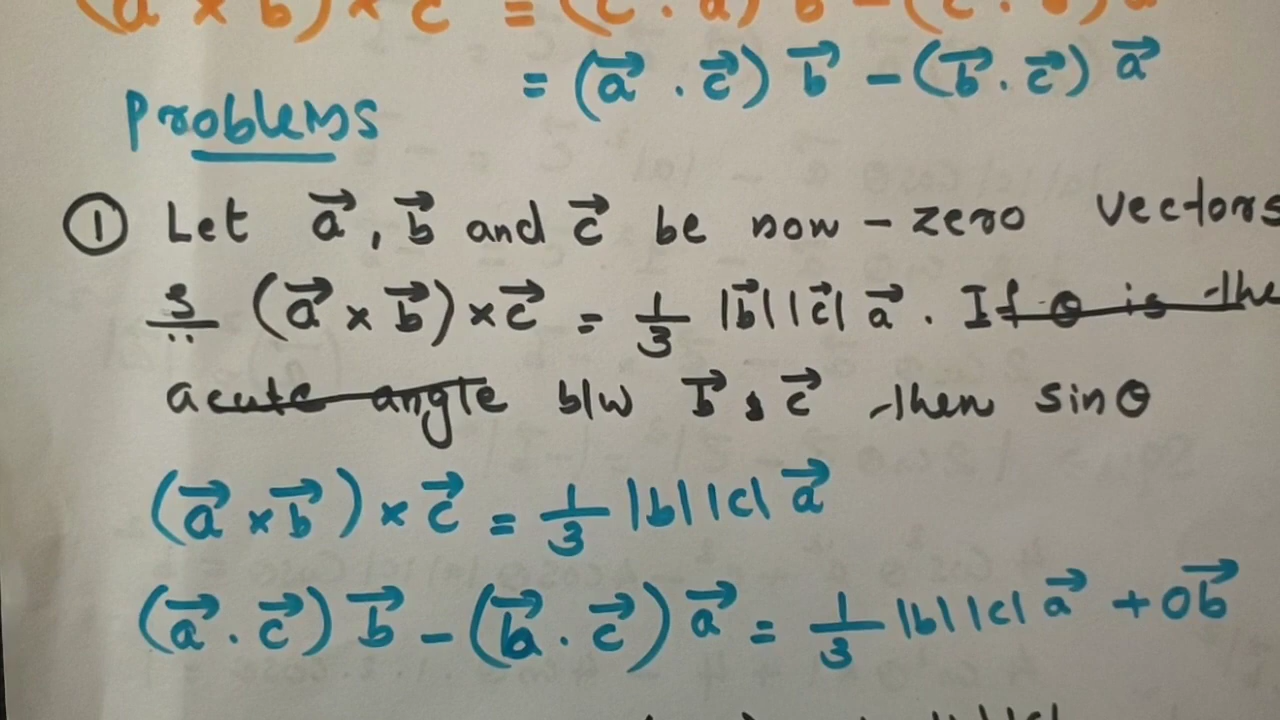 (a × b) × c = (c · a) b − (c · b) a
= (a⃗ . c⃗) b⃗ − (b⃗ . c⃗) a⃗
Problems
① Let a⃗, b⃗ and c⃗ be non – zero vectors
∋ (a⃗ × b⃗) × c⃗ = 1/3 |b⃗| |c⃗| a⃗ . If θ is the
acute angle b/w b⃗ & c⃗ then sin θ
(a⃗ × b⃗) × c⃗ = 1/3 |b| |c| a⃗
(a⃗ . c⃗) b⃗ − (b⃗ . c⃗) a⃗ = 1/3 |b| |c| a⃗ + 0b⃗